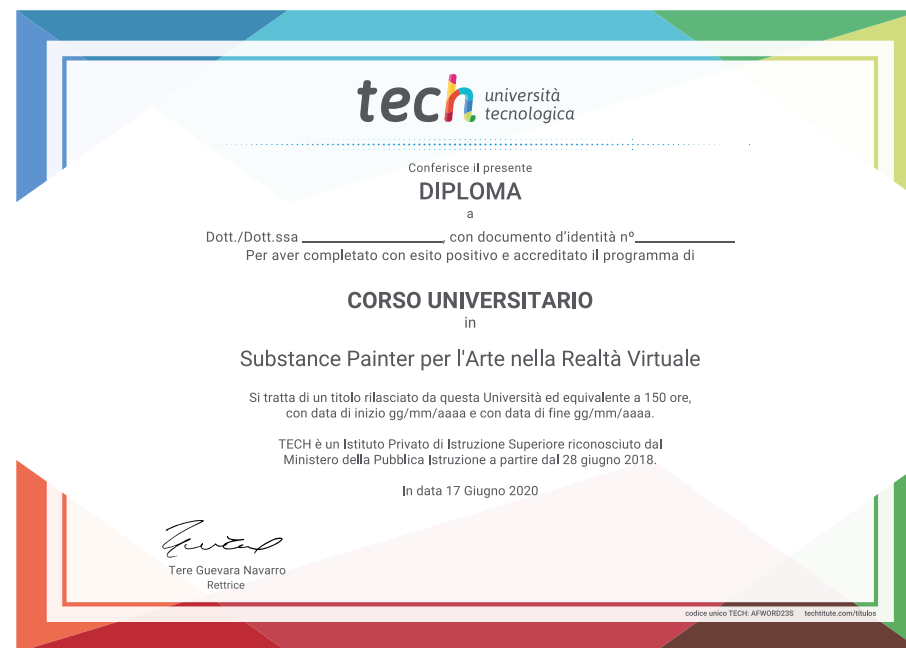 tech università
tecnologica
Conferisce il presente
DIPLOMA
a
Dott./Dott.ssa ____________, con documento d'identità nº____________
Per aver completato con esito positivo e accreditato il programma di
CORSO UNIVERSITARIO
in
Substance Painter per l'Arte nella Realtà Virtuale
Si tratta di un titolo rilasciato da questa Università ed equivalente a 150 ore,
con data di inizio gg/mm/aaaa e con data di fine gg/mm/aaaa.
TECH è un Istituto Privato di Istruzione Superiore riconosciuto dal
Ministero della Pubblica Istruzione a partire dal 28 giugno 2018.
In data 17 Giugno 2020
Tere Guevara Navarro
Rettrice
codice unico TECH: AFWORD23S techtitute.com/títulos